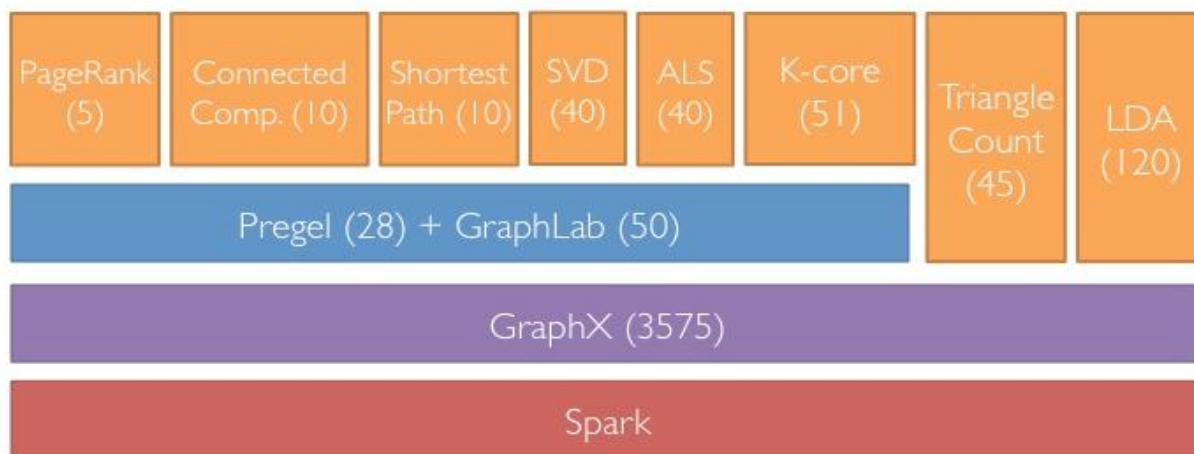 PageRank
(5)
Connected
Comp. (10)
Shortest
Path (10)
SVD
(40)
ALS
(40)
K-core
(51)
Triangle
Count
(45)
LDA
(120)
Pregel (28) + GraphLab (50)
GraphX (3575)
Spark